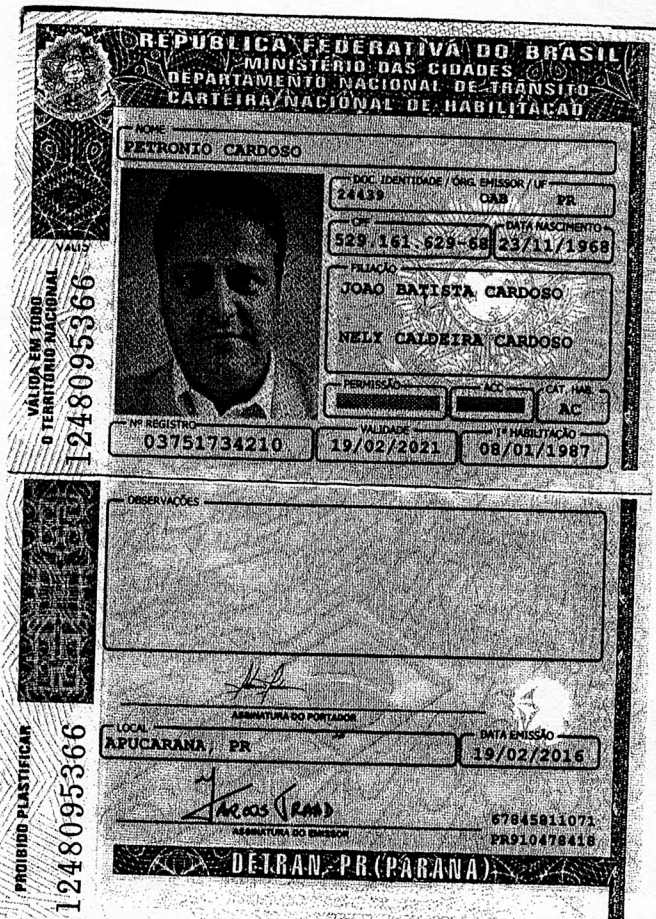 REPÚBLICA FEDERATIVA DO BRASIL
MINISTÉRIO DAS CIDADES
DEPARTAMENTO NACIONAL DE TRÂNSITO
CARTEIRA NACIONAL DE HABILITAÇÃO
NOME
PETRONIO CARDOSO
DOC. IDENTIDADE / ÓRG. EMISSOR / UF
24439 OAB PR
CPF DATA NASCIMENTO
529.161.629-68 23/11/1968
FILIAÇÃO
JOAO BATISTA CARDOSO
NELY CALDEIRA CARDOSO
PERMISSÃO ACC CAT. HAB.
AC
Nº REGISTRO VALIDADE 1ª HABILITAÇÃO
03751734210 19/02/2021 08/01/1987
VÁLIDA EM TODO
O TERRITÓRIO NACIONAL
1248095366
OBSERVAÇÕES
ASSINATURA DO PORTADOR
LOCAL DATA EMISSÃO
APUCARANA, PR 19/02/2016
ASSINATURA DO EMISSOR
67845811071
PR910478418
DETRAN-PR (PARANÁ)
PROIBIDO PLASTIFICAR
1248095366